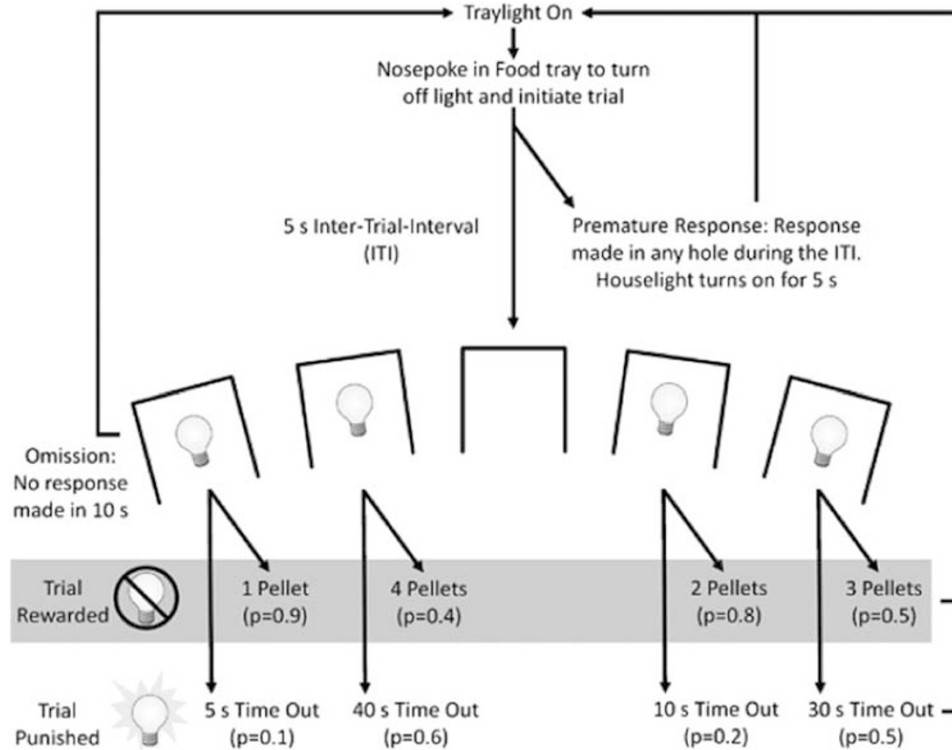 Traylight On
Nosepoke in Food tray to turn
off light and initiate trial
5 s Inter-Trial-Interval
(ITI)
Premature Response: Response
made in any hole during the ITI.
Houselight turns on for 5 s
Omission:
No response
made in 10 s
Trial
Rewarded
1 Pellet
(p=0.9)
4 Pellets
(p=0.4)
2 Pellets
(p=0.8)
3 Pellets
(p=0.5)
Trial
Punished
5 s Time Out
(p=0.1)
40 s Time Out
(p=0.6)
10 s Time Out
(p=0.2)
30 s Time Out
(p=0.5)